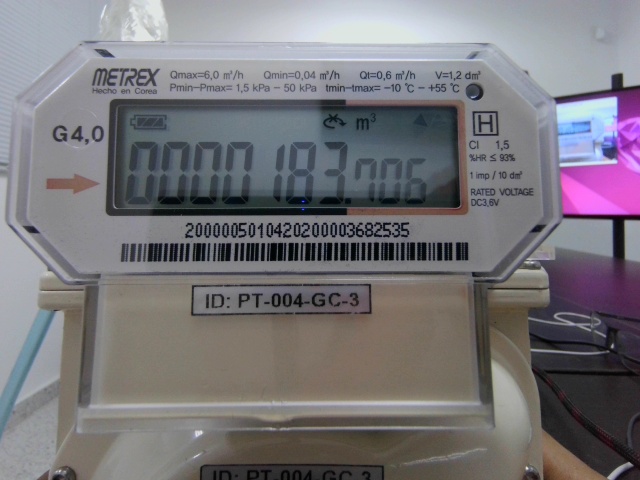 METREX
Hecho en Corea
Qmax=6,0 m³/h Qmin=0,04 m³/h Qt=0,6 m³/h V=1,2 dm³
Pmin-Pmax= 1,5 kPa - 50 kPa tmin-tmax= -10 °C - +55 °C
G4,0
m³
0000183.706
H
Cl 1,5
%HR ≤ 93%
1 imp / 10 dm³
RATED VOLTAGE
DC3,6V
2000005010420200003682535
ID: PT-004-GC-3
ID: PT-004-GC-3